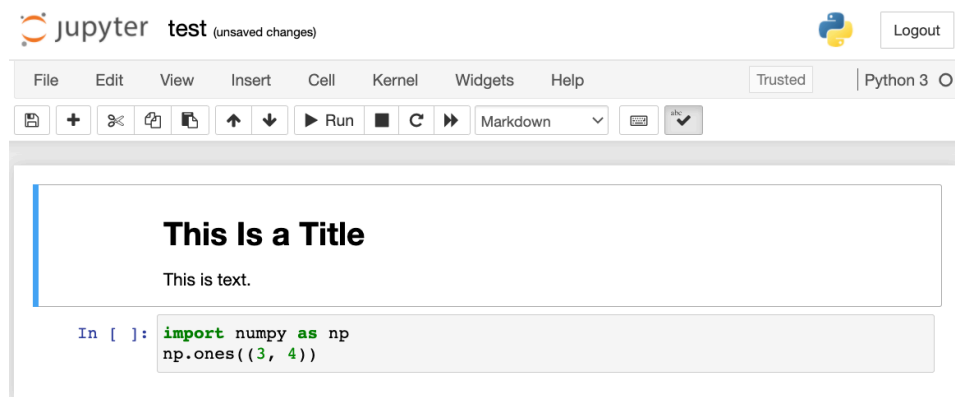 jupyter test (unsaved changes) Logout
File Edit View Insert Cell Kernel Widgets Help Trusted Python 3
Run Markdown abc
This Is a Title
This is text.
In [ ]: import numpy as np
np.ones((3, 4))